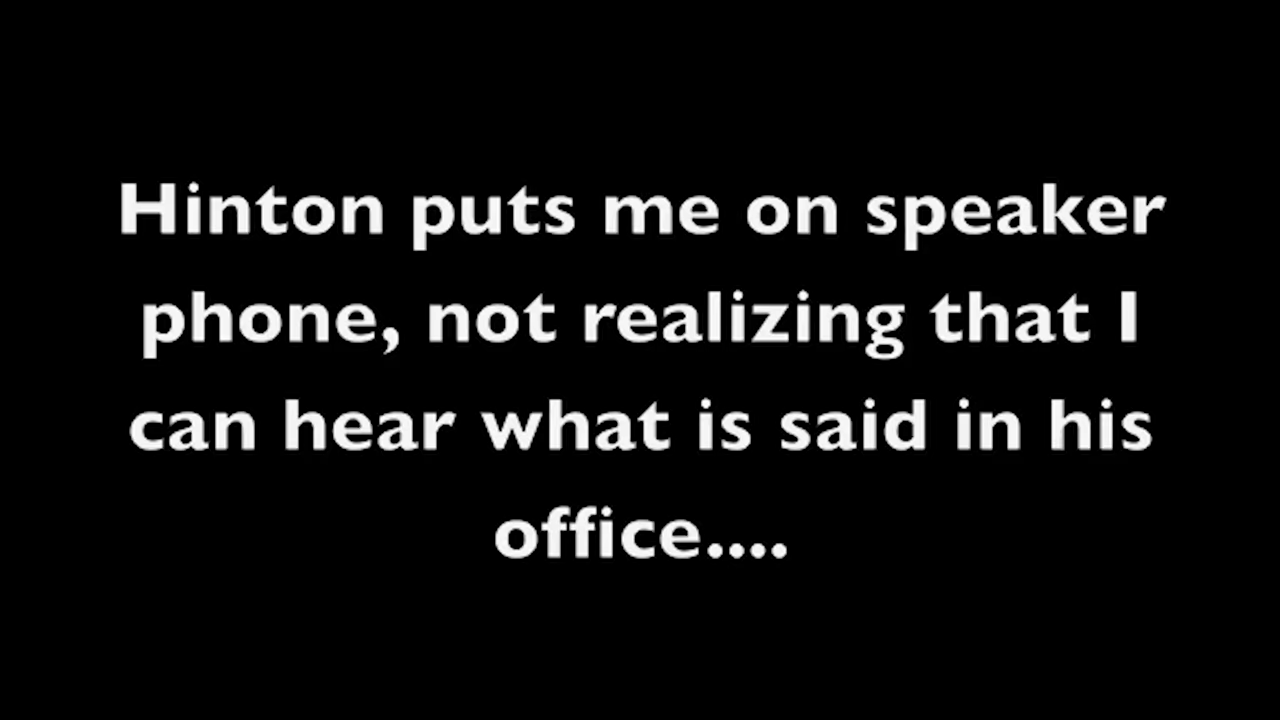 Hinton puts me on speaker
phone, not realizing that I
can hear what is said in his
office....